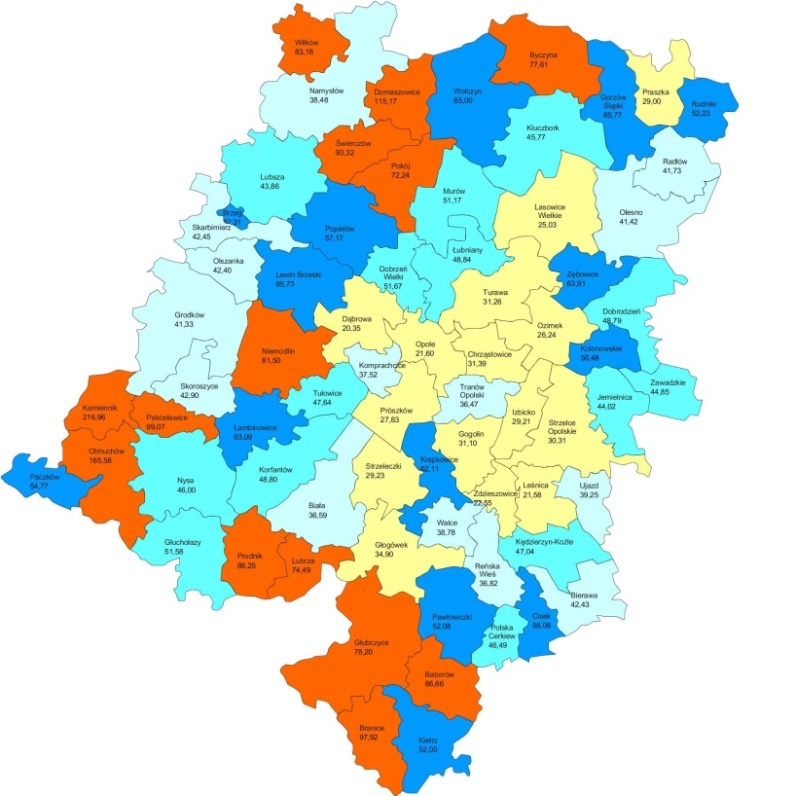 Wilków
83,18
Namysłów
38,48
Domaszowice
115,17
Wołczyn
65,00
Byczyna
77,61
Gorzów
Śląski
65,77
Praszka
29,00
Rudniki
52,23
Kluczbork
45,77
Świerczów
93,32
Pokój
72,24
Radłów
41,73
Lubsza
43,86
Murów
51,17
Lasowice
Wielkie
25,03
Olesno
41,42
Brzeg
Skarbimierz
42,45
Popielów
67,17
Łubniany
48,84
Olszanka
42,40
Lewin Brzeski
65,73
Dobrzeń
Wielki
51,67
Zębowice
63,91
Turawa
31,26
Grodków
41,33
Dąbrowa
20,35
Ozimek
26,24
Dobrodzień
48,79
Opole
21,60
Chrząstowice
31,39
Kolonowskie
56,48
Niemodlin
81,50
Komprachcice
37,52
Skoroszyce
42,90
Tułowice
47,64
Tranów
Opolski
36,47
Jemielnica
44,02
Zawadzkie
44,85
Kamiennik
216,96
Pakosławice
99,07
Prószków
27,83
Izbicko
29,21
Strzelce
Opolskie
30,31
Łambinowice
63,09
Gogolin
31,10
Otmuchów
165,58
Krapkowice
52,11
Strzeleczki
29,23
Korfantów
48,80
Paczków
54,77
Nysa
46,00
Zdzieszowice
22,55
Leśnica
21,58
Ujazd
39,25
Biała
36,59
Walce
38,78
Głuchołazy
51,58
Głogówek
34,90
Kędzierzyn-Koźle
47,04
Prudnik
86,25
Lubrza
74,49
Reńska
Wieś
36,82
Bierawa
42,43
Pawłowiczki
52,08
Cisek
58,08
Polska
Cerkiew
46,49
Głubczyce
78,20
Baborów
86,66
Branice
97,92
Kietrz
52,00